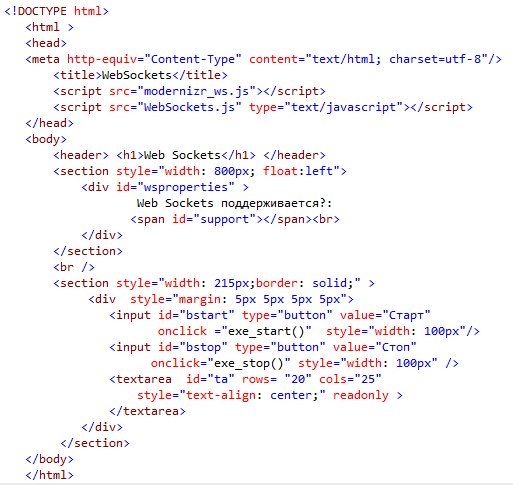 <!DOCTYPE html>
<html >
<head>
<meta http-equiv="Content-Type" content="text/html; charset=utf-8"/>
<title>WebSockets</title>
<script src="modernizr_ws.js"></script>
<script src="WebSockets.js" type="text/javascript"></script>
</head>
<body>
<header> <h1>Web Sockets</h1> </header>
<section style="width: 800px; float:left">
<div id="wsproperties" >
Web Sockets поддерживается?:
<span id="support"></span><br>
</div>
</section>
<br />
<section style="width: 215px;border: solid;" >
<div  style="margin: 5px 5px 5px 5px">
<input id="bstart" type="button" value="Старт"
onclick ="exe_start()"  style="width: 100px"/>
<input id="bstop" type="button" value="Стоп"
onclick="exe_stop()" style="width: 100px" />
<textarea  id="ta" rows= "20" cols="25"
style="text-align: center;" readonly >
</textarea>
</div>
</section>
</body>
</html>